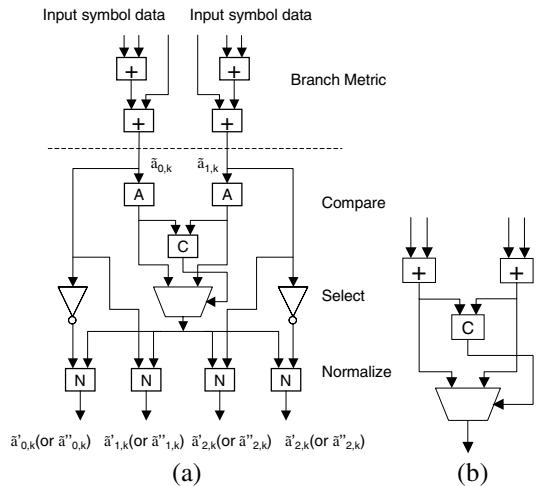 Input symbol data Input symbol data
+ +
Branch Metric
+ +
ã0,k ã1,k
A A
Compare
C
+ +
Select
C
N N N N
Normalize
ã'0,k(or ã''0,k) ã'1,k(or ã''1,k) ã'2,k(or ã''2,k) ã'2,k(or ã''2,k)
(a) (b)